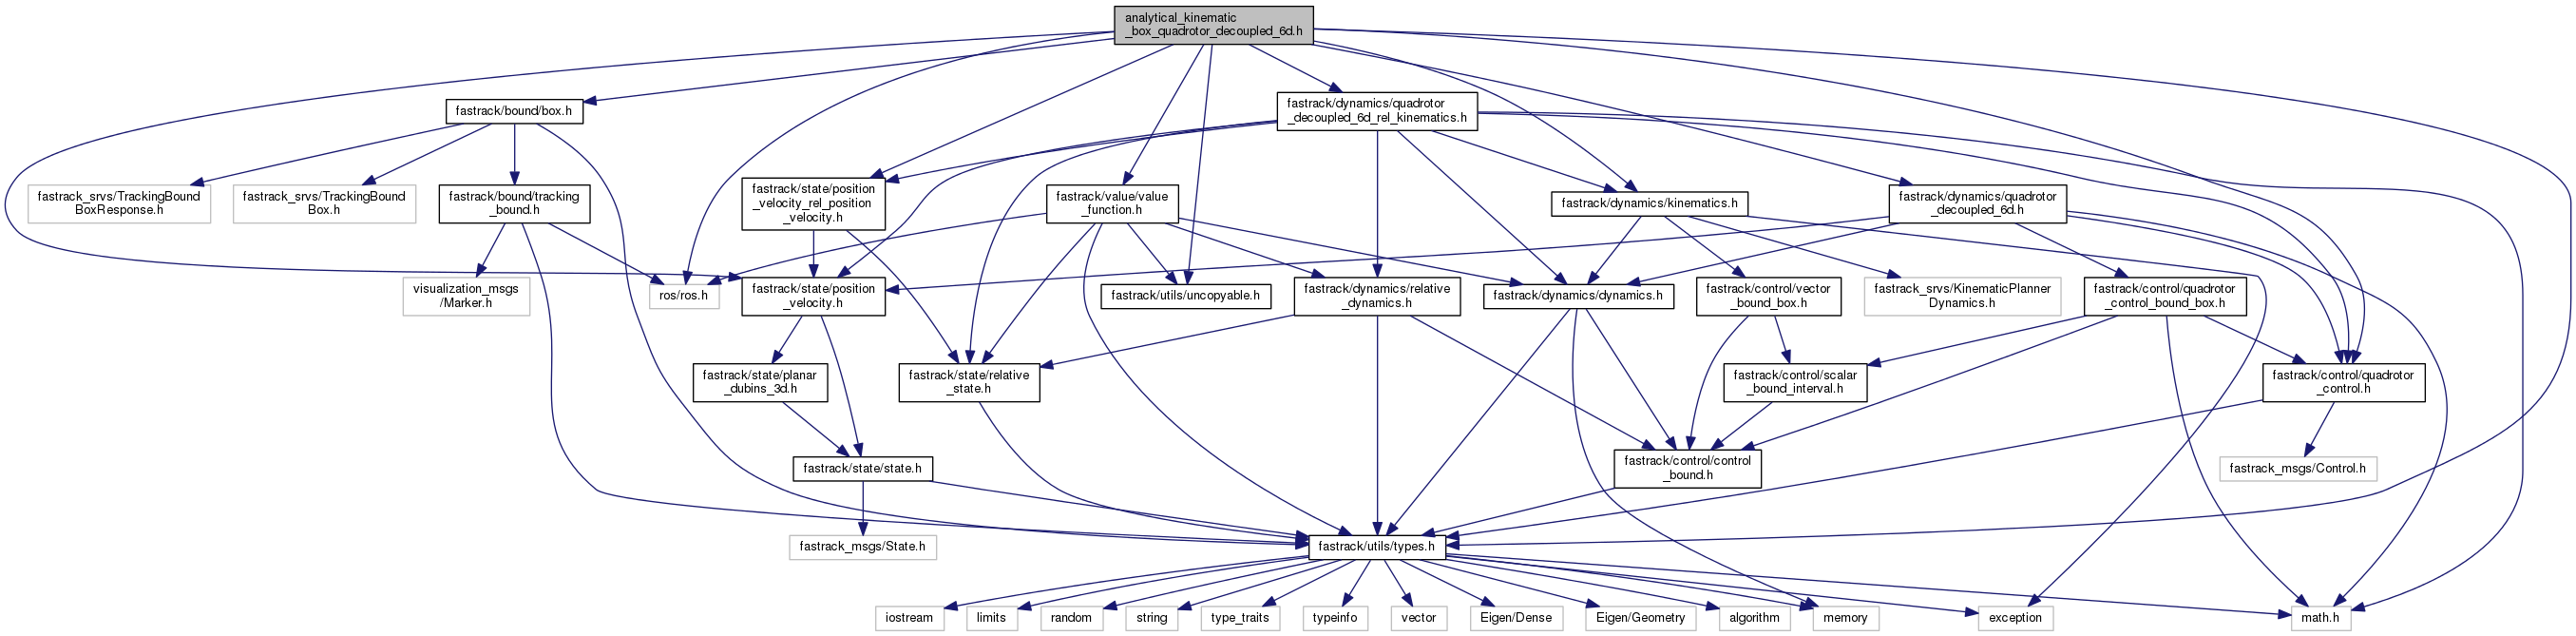 analytical_kinematic
_box_quadrotor_decoupled_6d.h
fastrack/bound/box.h
fastrack/dynamics/quadrotor
_decoupled_6d_rel_kinematics.h
fastrack_srvs/TrackingBound
BoxResponse.h
fastrack_srvs/TrackingBound
Box.h
fastrack/bound/tracking
_bound.h
fastrack/state/position
_velocity_rel_position
_velocity.h
fastrack/value/value
_function.h
fastrack/dynamics/kinematics.h
fastrack/dynamics/quadrotor
_decoupled_6d.h
visualization_msgs
/Marker.h
ros/ros.h
fastrack/state/position
_velocity.h
fastrack/utils/uncopyable.h
fastrack/dynamics/relative
_dynamics.h
fastrack/dynamics/dynamics.h
fastrack/control/vector
_bound_box.h
fastrack_srvs/KinematicPlanner
Dynamics.h
fastrack/control/quadrotor
_control_bound_box.h
fastrack/state/planar
_dubins_3d.h
fastrack/state/relative
_state.h
fastrack/control/scalar
_bound_interval.h
fastrack/control/quadrotor
_control.h
fastrack/state/state.h
fastrack/control/control
_bound.h
fastrack_msgs/Control.h
fastrack_msgs/State.h
fastrack/utils/types.h
iostream
limits
random
string
type_traits
typeinfo
vector
Eigen/Dense
Eigen/Geometry
algorithm
memory
exception
math.h